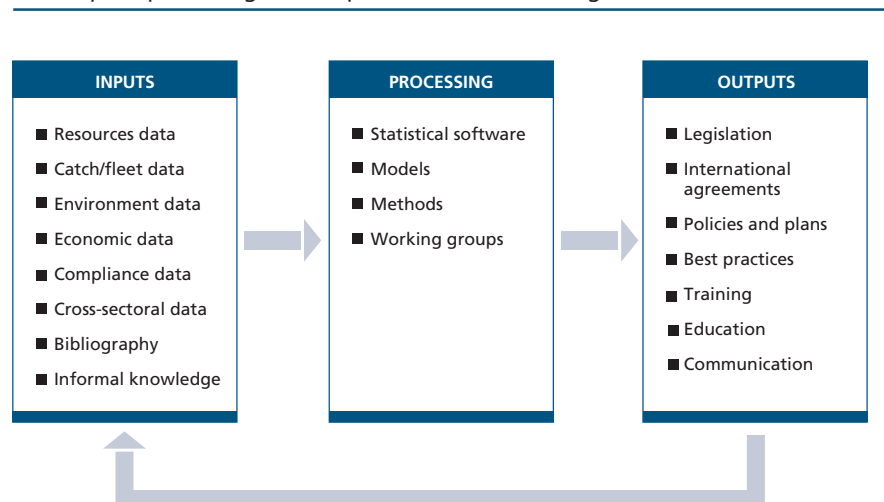 INPUTS
Resources data
Catch/fleet data
Environment data
Economic data
Compliance data
Cross-sectoral data
Bibliography
Informal knowledge
PROCESSING
Statistical software
Models
Methods
Working groups
OUTPUTS
Legislation
International
agreements
Policies and plans
Best practices
Training
Education
Communication